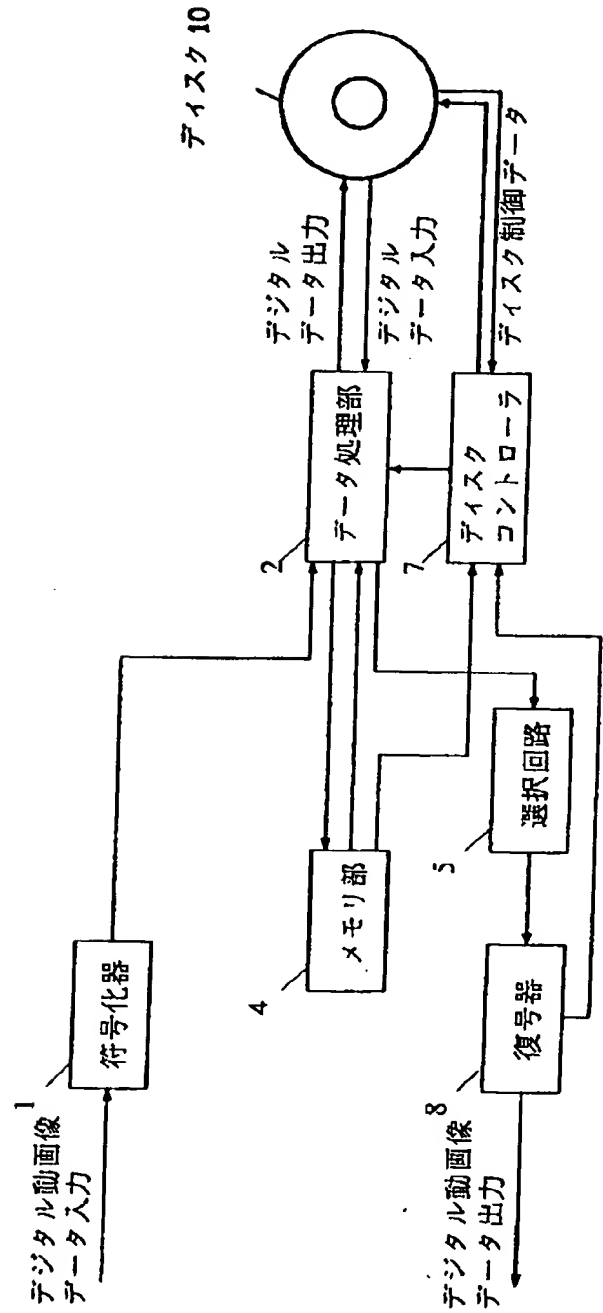 デジタル動画像
データ入力
1
符号化器
4
メモリ部
2
データ処理部
デジタル
データ出力
デジタル
データ入力
ディスク10
7
ディスク
コントローラ
ディスク制御データ
5
選択回路
8
復号器
デジタル動画像
データ出力